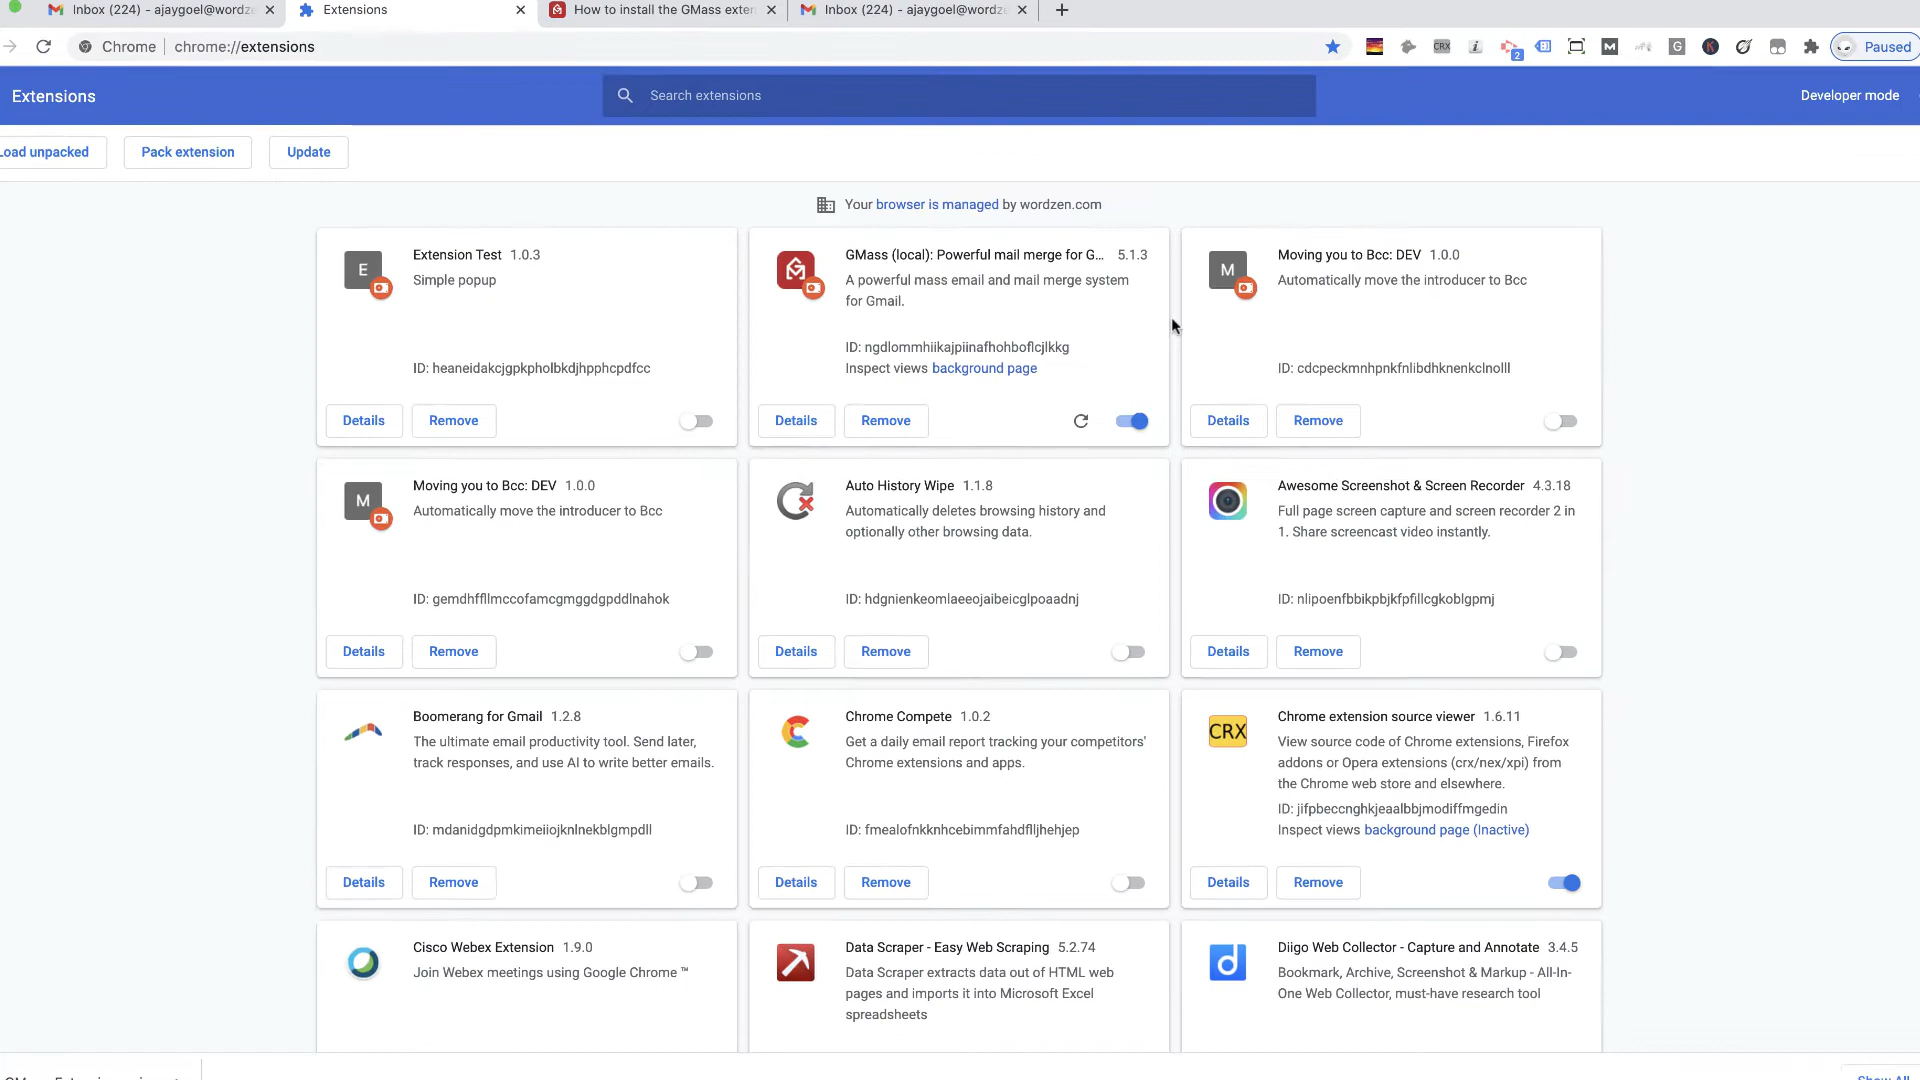 Inbox (224) - ajaygoel@wordz
Extensions
How to install the GMass exten
Inbox (224) - ajaygoel@wordz
Chrome
chrome://extensions
CRX
2
M
G
K
Paused
Extensions
Search extensions
Developer mode
Load unpacked
Pack extension
Update
Your browser is managed by wordzen.com
E
Extension Test 1.0.3
Simple popup
ID: heaneidakcjgpkpholbkdjhpphcpdfcc
Details
Remove
GMass (local): Powerful mail merge for G... 5.1.3
A powerful mass email and mail merge system
for Gmail.
ID: ngdlommhiikajpiinafhohboflcjlkkg
Inspect views background page
Details
Remove
M
Moving you to Bcc: DEV 1.0.0
Automatically move the introducer to Bcc
ID: cdcpeckmnhpnkfnlibdhknenkclnolll
Details
Remove
M
Moving you to Bcc: DEV 1.0.0
Automatically move the introducer to Bcc
ID: gemdhffllmccofamcgmggdgpddlnahok
Details
Remove
Auto History Wipe 1.1.8
Automatically deletes browsing history and
optionally other browsing data.
ID: hdgnienkeomlaeeojaibeicglpoaadnj
Details
Remove
Awesome Screenshot & Screen Recorder 4.3.18
Full page screen capture and screen recorder 2 in
1. Share screencast video instantly.
ID: nlipoenfbbikpbjkfpfillcgkoblgpmj
Details
Remove
Boomerang for Gmail 1.2.8
The ultimate email productivity tool. Send later,
track responses, and use AI to write better emails.
ID: mdanidgdpmkimeiiojknlnekblgmpdll
Details
Remove
Chrome Compete 1.0.2
Get a daily email report tracking your competitors'
Chrome extensions and apps.
ID: fmealofnkknhcebimmfahdflljhehjep
Details
Remove
CRX
Chrome extension source viewer 1.6.11
View source code of Chrome extensions, Firefox
addons or Opera extensions (crx/nex/xpi) from
the Chrome web store and elsewhere.
ID: jifpbeccnghkjeaalbbjmodiffmgedin
Inspect views background page (Inactive)
Details
Remove
Cisco Webex Extension 1.9.0
Join Webex meetings using Google Chrome ™
Data Scraper - Easy Web Scraping 5.2.74
Data Scraper extracts data out of HTML web
pages and imports it into Microsoft Excel
spreadsheets
Diigo Web Collector - Capture and Annotate 3.4.5
Bookmark, Archive, Screenshot & Markup - All-In-
One Web Collector, must-have research tool
Show All